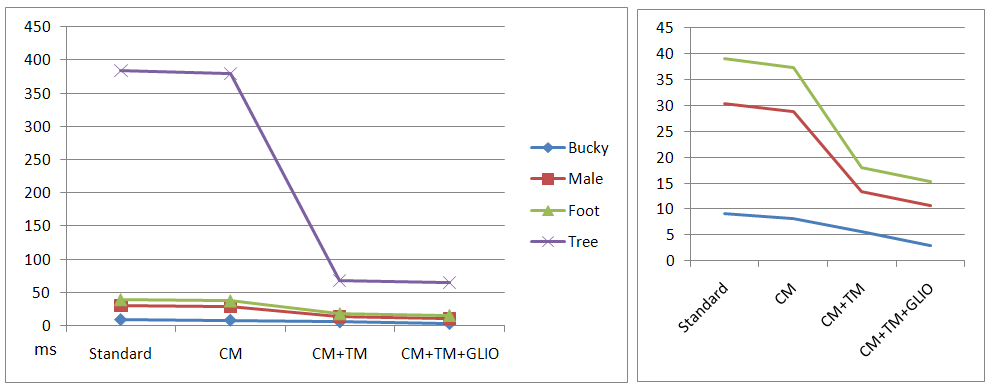 450
400
350
300
250
200
150
100
50
0
ms
Standard
CM
CM+TM
CM+TM+GLIO
Bucky
Male
Foot
Tree
45
40
35
30
25
20
15
10
5
0
Standard
CM
CM+TM
CM+TM+GLIO